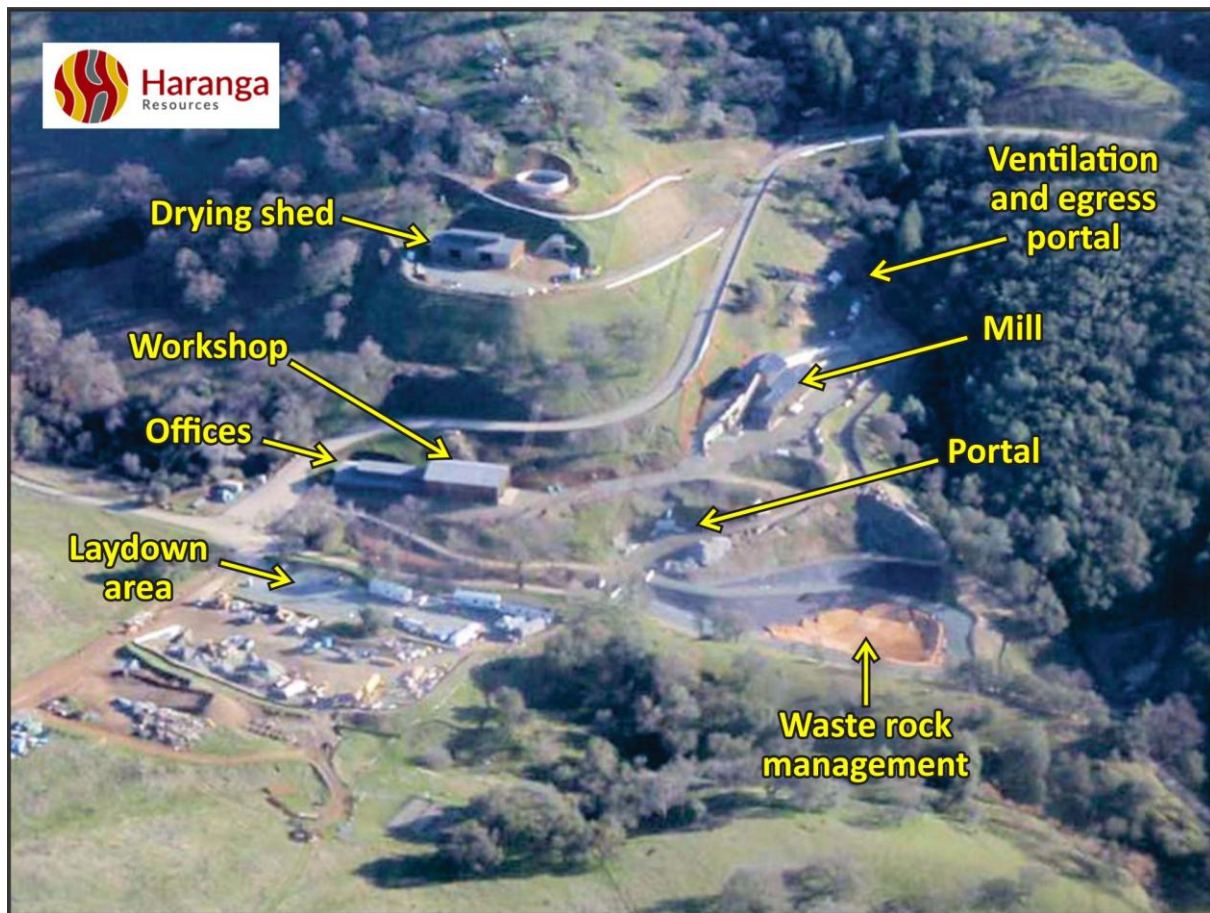 Haranga
Resources
Ventilation
and egress
portal
Drying shed
Mill
Workshop
Offices
Portal
Laydown
area
Waste rock
management